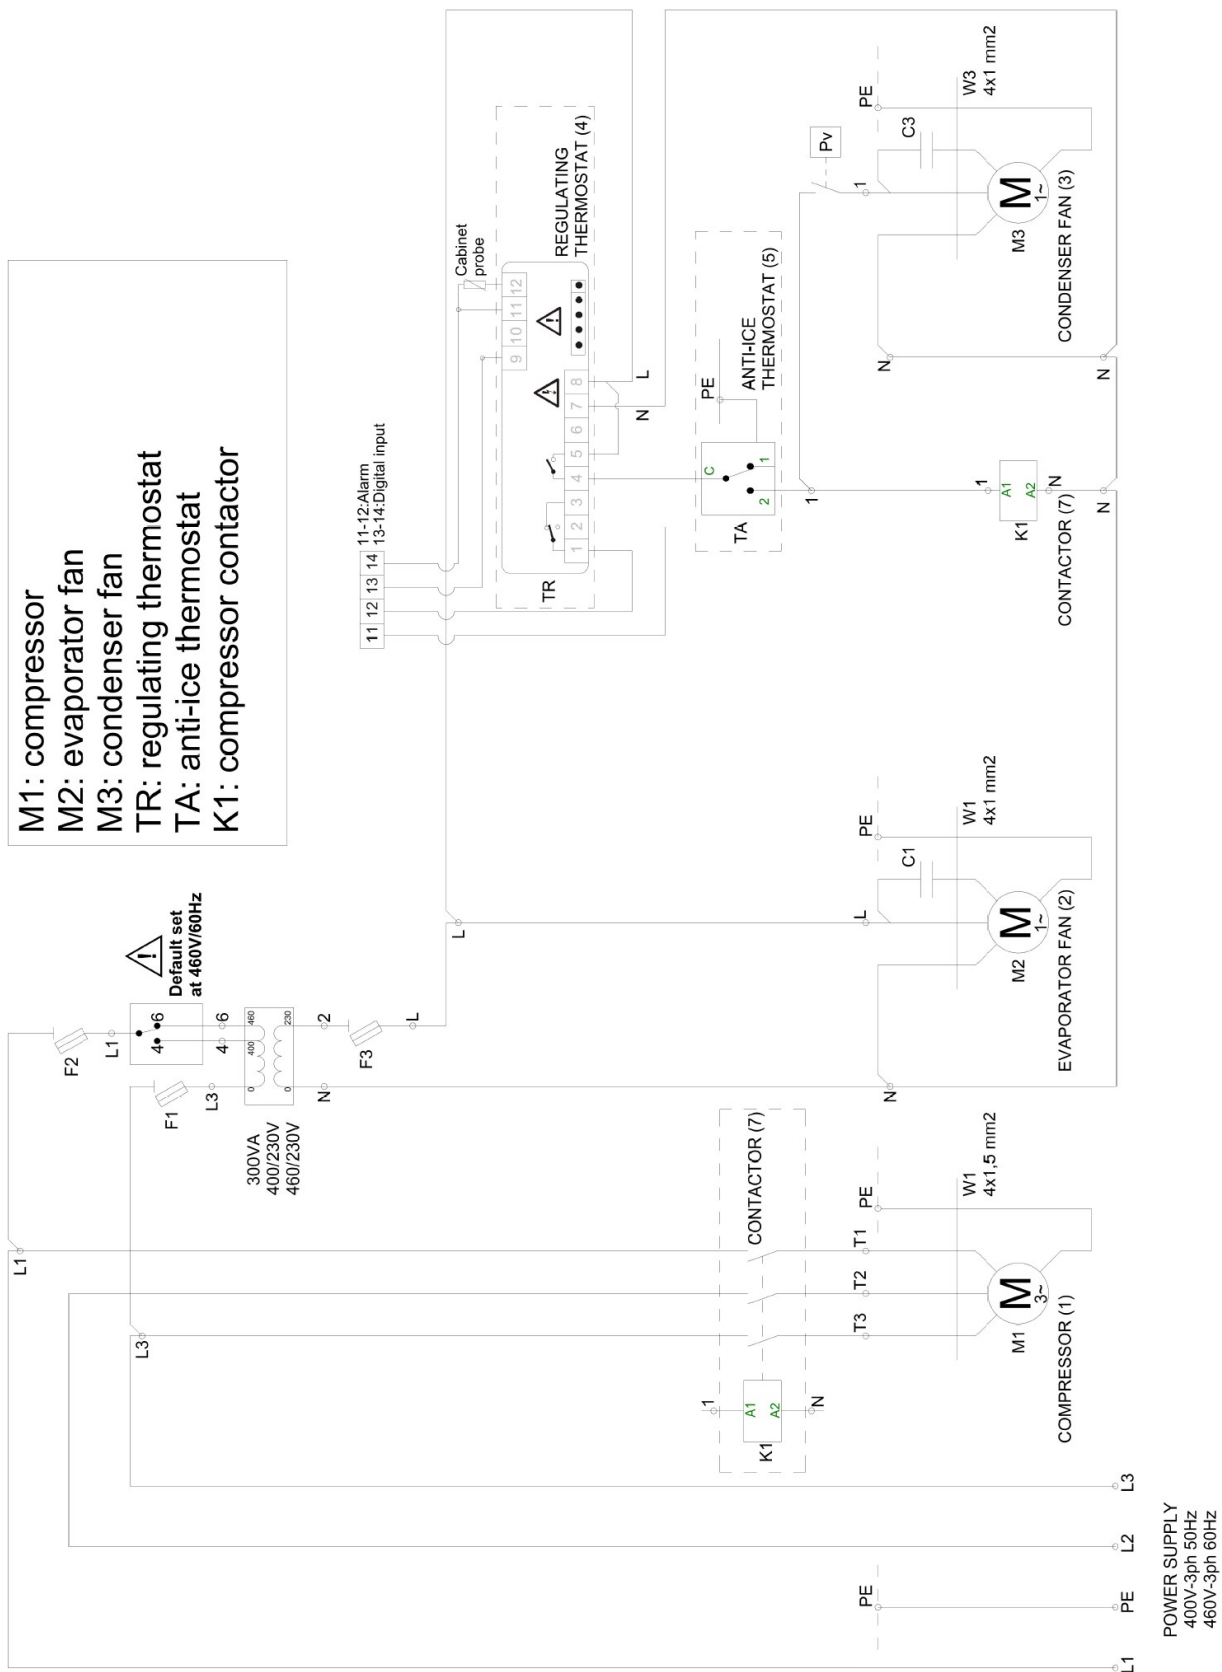 M1: compressor
M2: evaporator fan
M3: condenser fan
TR: regulating thermostat
TA: anti-ice thermostat
K1: compressor contactor
L1
L3
F2
L1
F1
L3
4
6
4
6
Default set
at 460V/60Hz
0
400
460
0
230
300VA
400/230V
460/230V
N
2
F3
L
L
11
12
13
14
11-12:Alarm
13-14:Digital input
Cabinet
probe
TR
1
2
3
4
5
6
7
8
9
10
11
12
REGULATING
THERMOSTAT (4)
N
L
TA
C
2
1
PE
ANTI-ICE
THERMOSTAT (5)
1
Pv
1
K1
A1
A2
1
N
CONTACTOR (7)
T3
T2
T1
PE
W1
4x1,5 mm2
M1
M
3~
COMPRESSOR (1)
N
L
C1
PE
W1
4x1 mm2
M2
M
1~
EVAPORATOR FAN (2)
1
K1
A1
A2
N
CONTACTOR (7)
N
N
1
C3
PE
W3
4x1 mm2
M3
M
1~
CONDENSER FAN (3)
N
L1
PE
PE
L2
L3
POWER SUPPLY
400V-3ph 50Hz
460V-3ph 60Hz